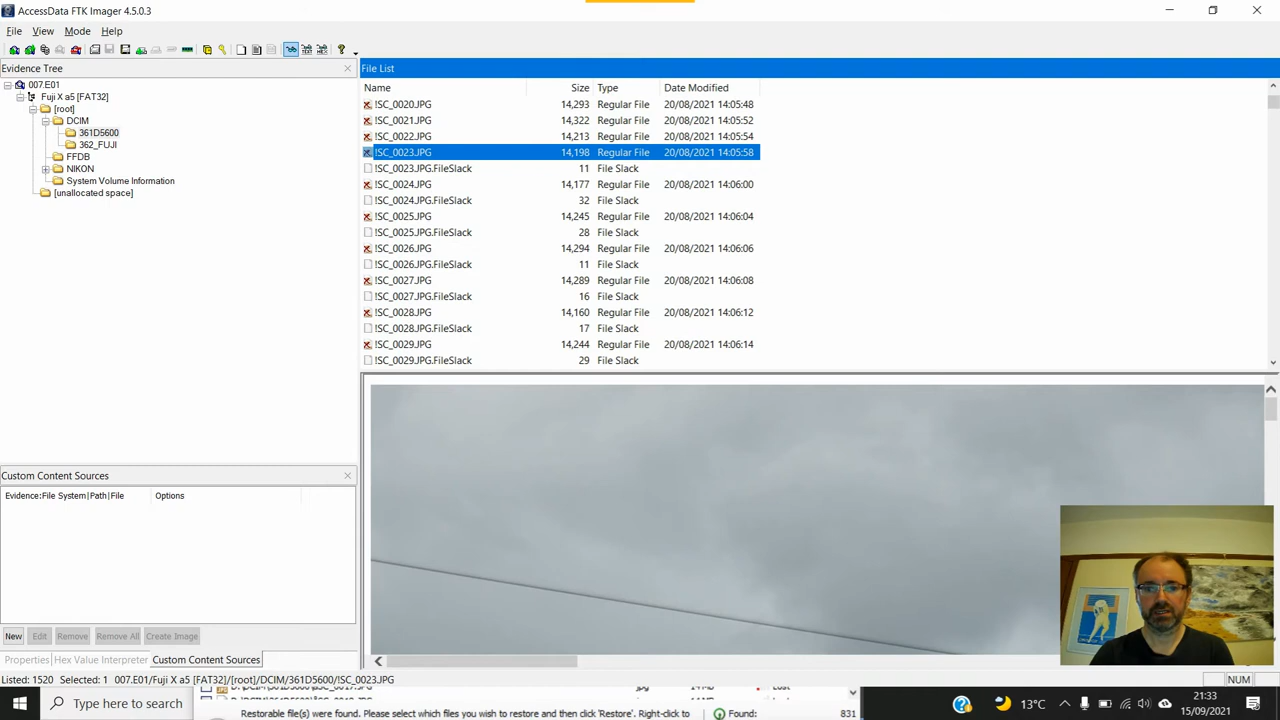 AccessData FTK Imager 4.5.0.3
File View Mode Help
Evidence Tree
007.E01
Fuji X a5 [FAT32]
[root]
DCIM
361D5600
362_FUJI
FFDB
NIKON
System Volume Information
[unallocated space]
File List
Name Size Type Date Modified
!SC_0020.JPG 14,293 Regular File 20/08/2021 14:05:48
!SC_0021.JPG 14,322 Regular File 20/08/2021 14:05:52
!SC_0022.JPG 14,213 Regular File 20/08/2021 14:05:54
!SC_0023.JPG 14,198 Regular File 20/08/2021 14:05:58
!SC_0023.JPG.FileSlack 11 File Slack
!SC_0024.JPG 14,177 Regular File 20/08/2021 14:06:00
!SC_0024.JPG.FileSlack 32 File Slack
!SC_0025.JPG 14,245 Regular File 20/08/2021 14:06:04
!SC_0025.JPG.FileSlack 28 File Slack
!SC_0026.JPG 14,294 Regular File 20/08/2021 14:06:06
!SC_0026.JPG.FileSlack 11 File Slack
!SC_0027.JPG 14,289 Regular File 20/08/2021 14:06:08
!SC_0027.JPG.FileSlack 16 File Slack
!SC_0028.JPG 14,160 Regular File 20/08/2021 14:06:12
!SC_0028.JPG.FileSlack 17 File Slack
!SC_0029.JPG 14,244 Regular File 20/08/2021 14:06:14
!SC_0029.JPG.FileSlack 29 File Slack
Custom Content Sources
Evidence:File System|Path|File Options
New Edit Remove Remove All Create Image
Properties Hex Value Interpreter Custom Content Sources
Listed: 1520 Selected: 1 007.E01/Fuji X a5 [FAT32]/[root]/DCIM/361D5600/!SC_0023.JPG NUM
Type here to search
Restorable file(s) were found. Please select which files you wish to restore and then click 'Restore'. Right-click to
Found: 831
13°C
21:33
15/09/2021